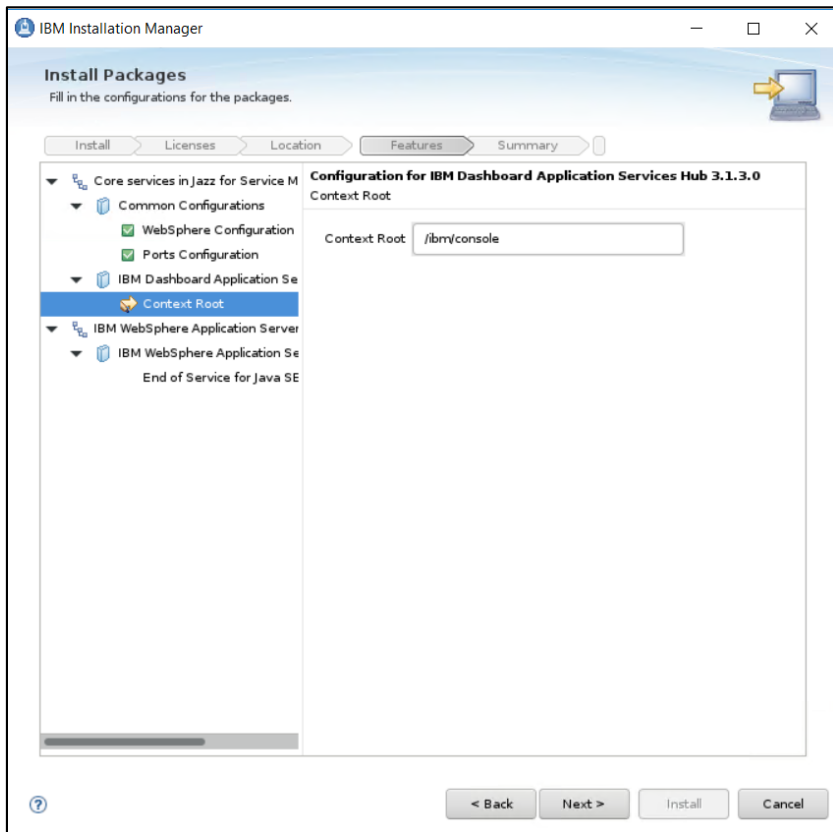 IBM Installation Manager
Install Packages
Fill in the configurations for the packages.
Install
Licenses
Location
Features
Summary
Core services in Jazz for Service M
Common Configurations
WebSphere Configuration
Ports Configuration
IBM Dashboard Application Se
Context Root
IBM WebSphere Application Server
IBM WebSphere Application Se
End of Service for Java SE
Configuration for IBM Dashboard Application Services Hub 3.1.3.0
Context Root
Context Root /ibm/console
?
< Back
Next >
Install
Cancel